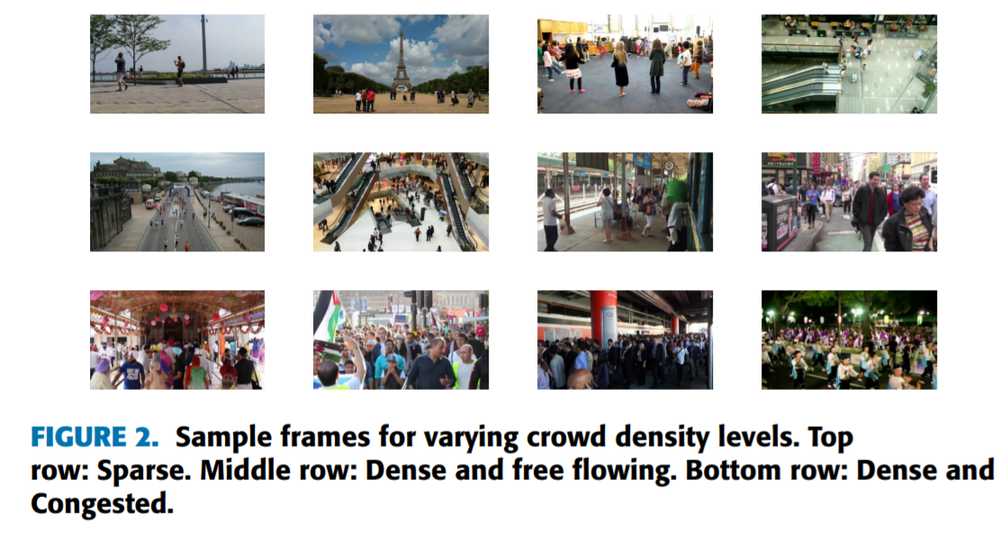 FIGURE 2. Sample frames for varying crowd density levels. Top
row: Sparse. Middle row: Dense and free flowing. Bottom row: Dense and
Congested.